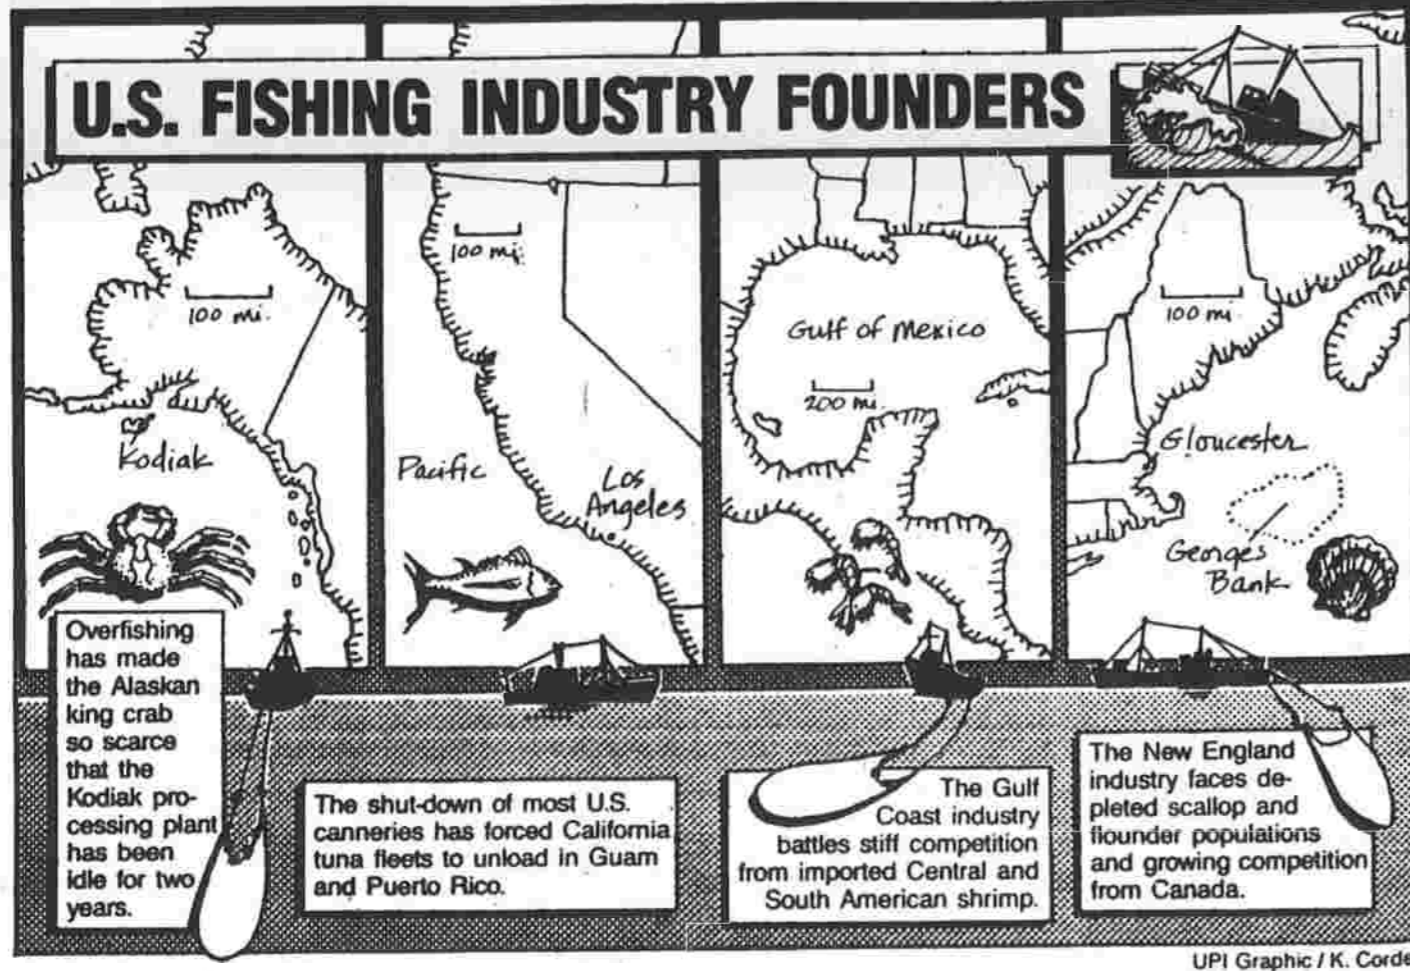 U.S. FISHING INDUSTRY FOUNDERS
100 mi.
Kodiak
Overfishing
has made
the Alaskan
king crab
so scarce
that the
Kodiak pro-
cessing plant
has been
idle for two
years.
100 mi.
Pacific
Los
Angeles
The shut-down of most U.S.
canneries has forced California
tuna fleets to unload in Guam
and Puerto Rico.
Gulf of Mexico
200 mi.
The Gulf
Coast industry
battles stiff competition
from imported Central and
South American shrimp.
100 mi
Gloucester
Georges
Bank
The New England
industry faces de-
pleted scallop and
flounder populations
and growing competition
from Canada.
UPI Graphic / K. Corde